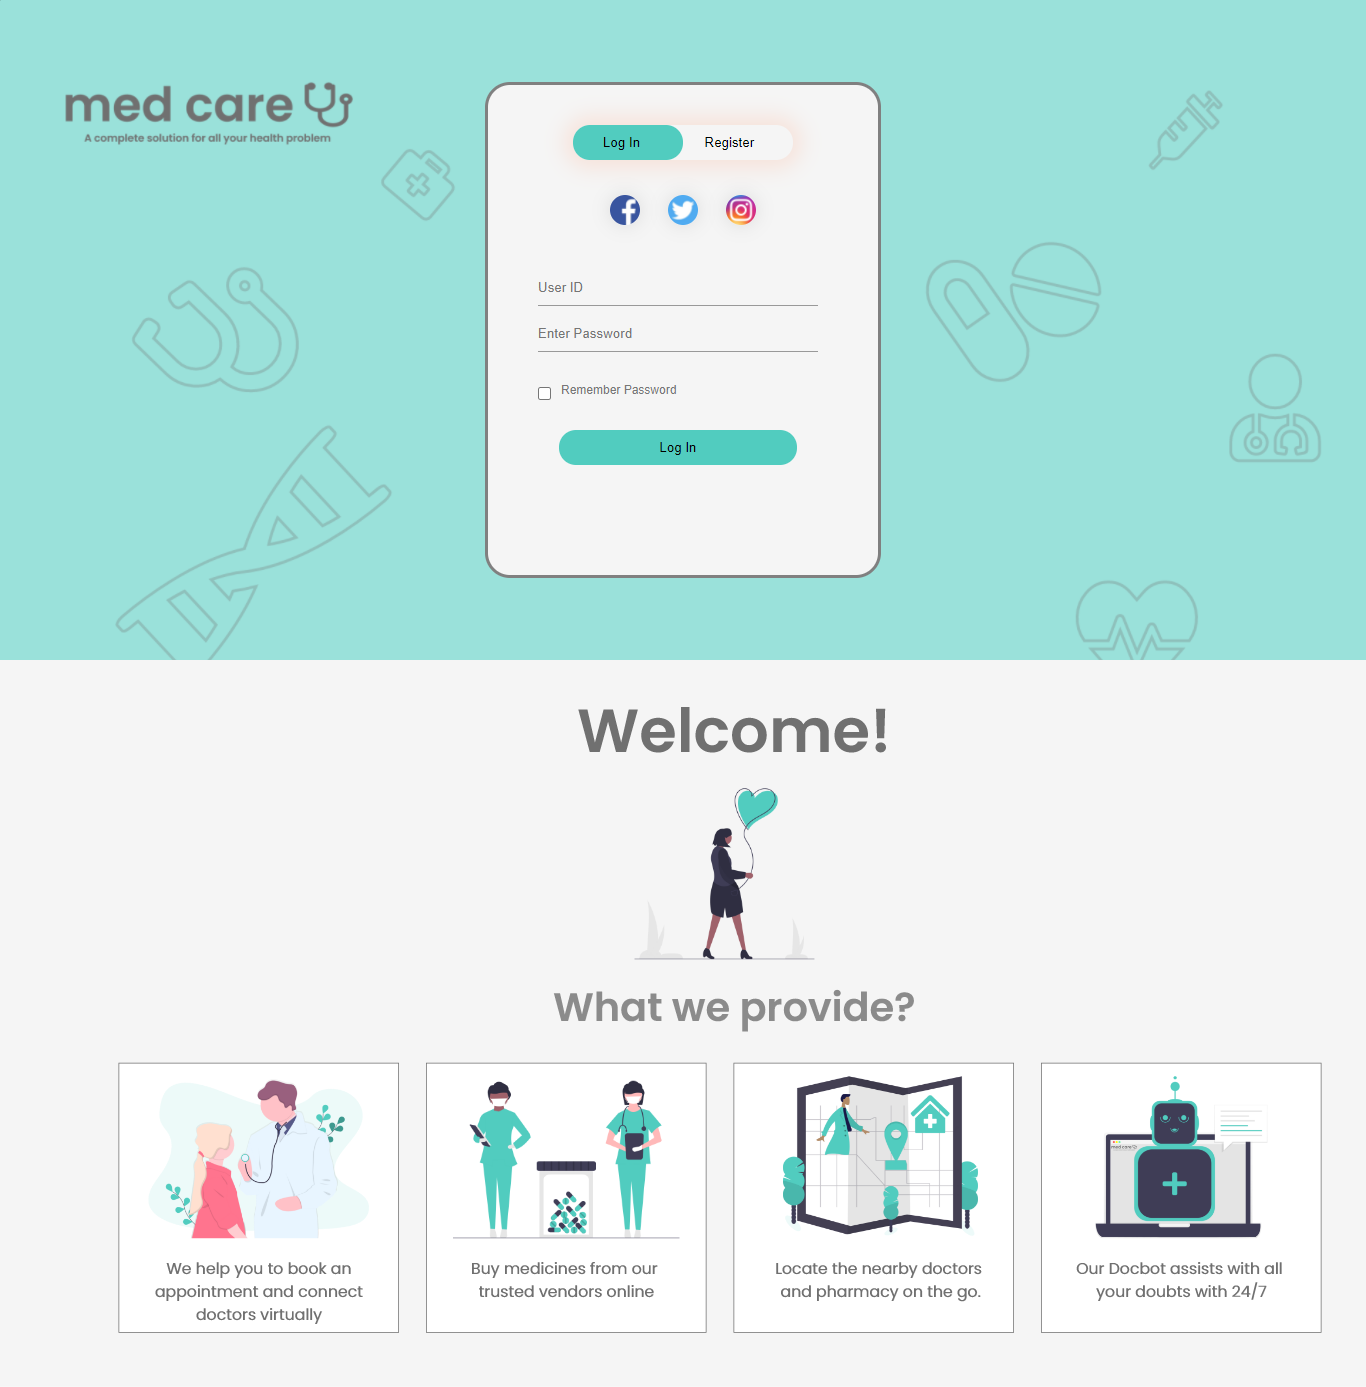 med care
A complete solution for all your health problem
Log In
Register
User ID
Enter Password
Remember Password
Log In
Welcome!
What we provide?
We help you to book an
appointment and connect
doctors virtually
Buy medicines from our
trusted vendors online
Locate the nearby doctors
and pharmacy on the go.
med care
Our Docbot assists with all
your doubts with 24/7